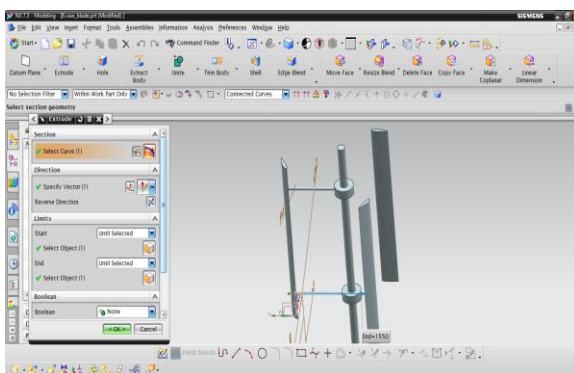 NX 7.5 - Modeling - [R.raw_blade.prt (Modified) ]
SIEMENS
File Edit View Insert Format Tools Assemblies Information Analysis Preferences Window Help
Start
Command Finder
Datum Plane Extrude Hole Extract Body Unite Trim Body Shell Edge Blend Move Face Resize Blend Delete Face Copy Face Make Coplanar Linear Dimension
No Selection Filter Within Work Part Only Connected Curves
Select section geometry
Extrude
Section
Select Curve (1)
Direction
Specify Vector (1)
Reverse Direction
Limits
Start Until Selected
Select Object (1)
End Until Selected
Select Object (1)
Boolean
Boolean None
OK Cancel
End=1550
Finish Sketch